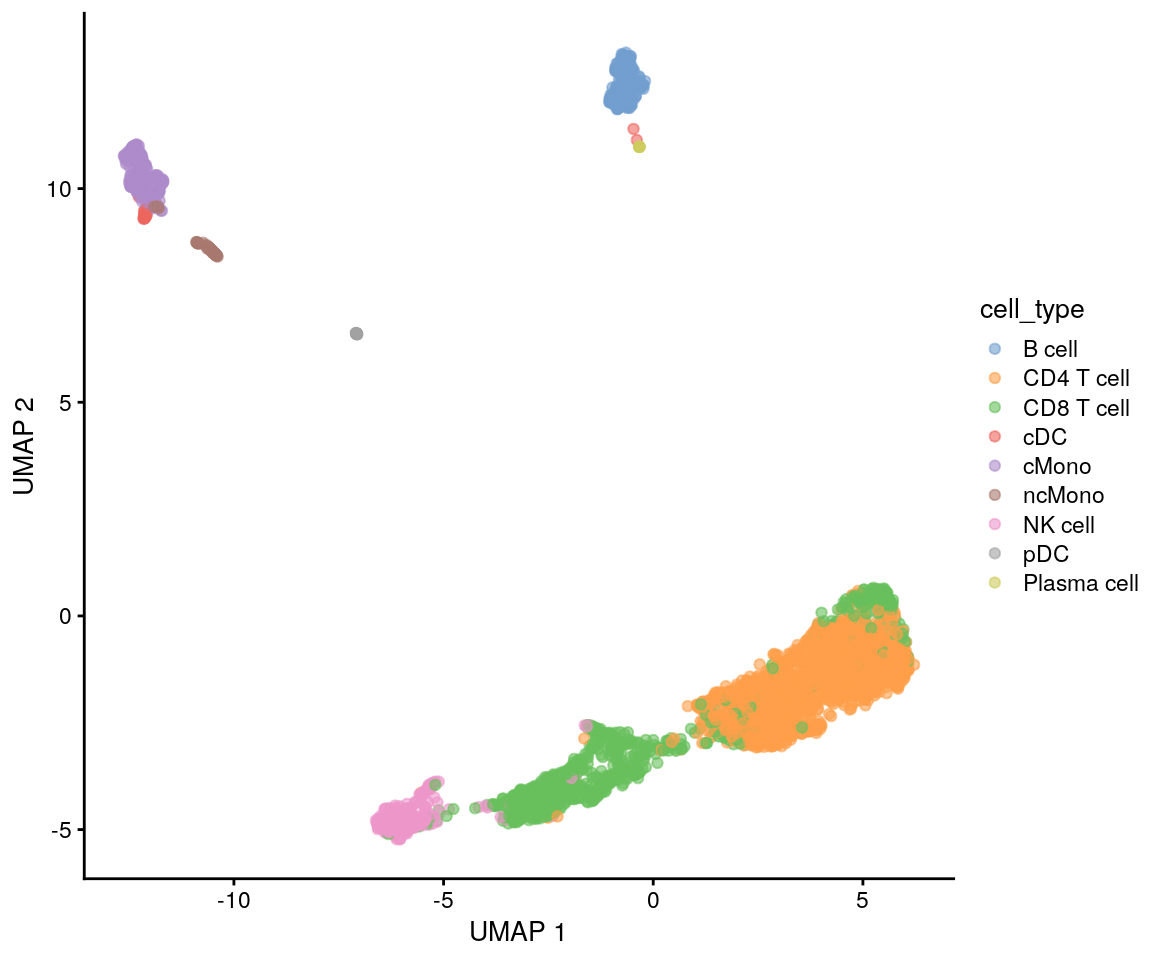 10
5
0
-5
UMAP 2
-10
-5
0
5
UMAP 1
cell_type
B cell
CD4 T cell
CD8 T cell
cDC
cMono
ncMono
NK cell
pDC
Plasma cell